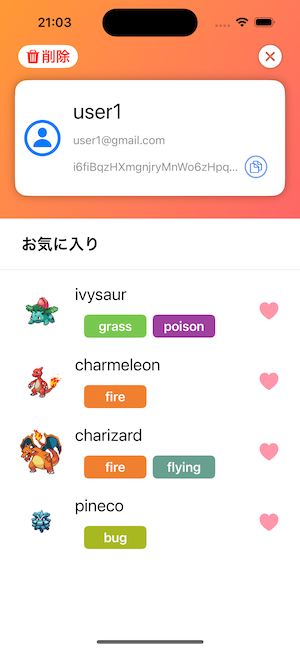 21:03
削除
user1
user1@gmail.com
i6fiBqzHXmgnjryMnWo6zHpq...
お気に入り
ivysaur
grass poison
charmeleon
fire
charizard
fire flying
pineco
bug